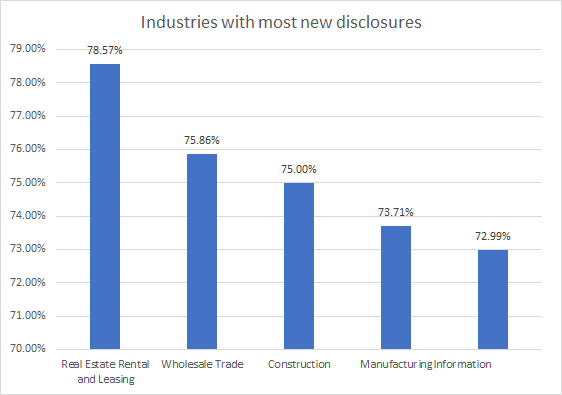 Industries with most new disclosures
79.00%
78.00%
77.00%
76.00%
75.00%
74.00%
73.00%
72.00%
71.00%
70.00%
78.57%
75.86%
75.00%
73.71%
72.99%
Real Estate Rental
and Leasing
Wholesale Trade
Construction
Manufacturing
Information